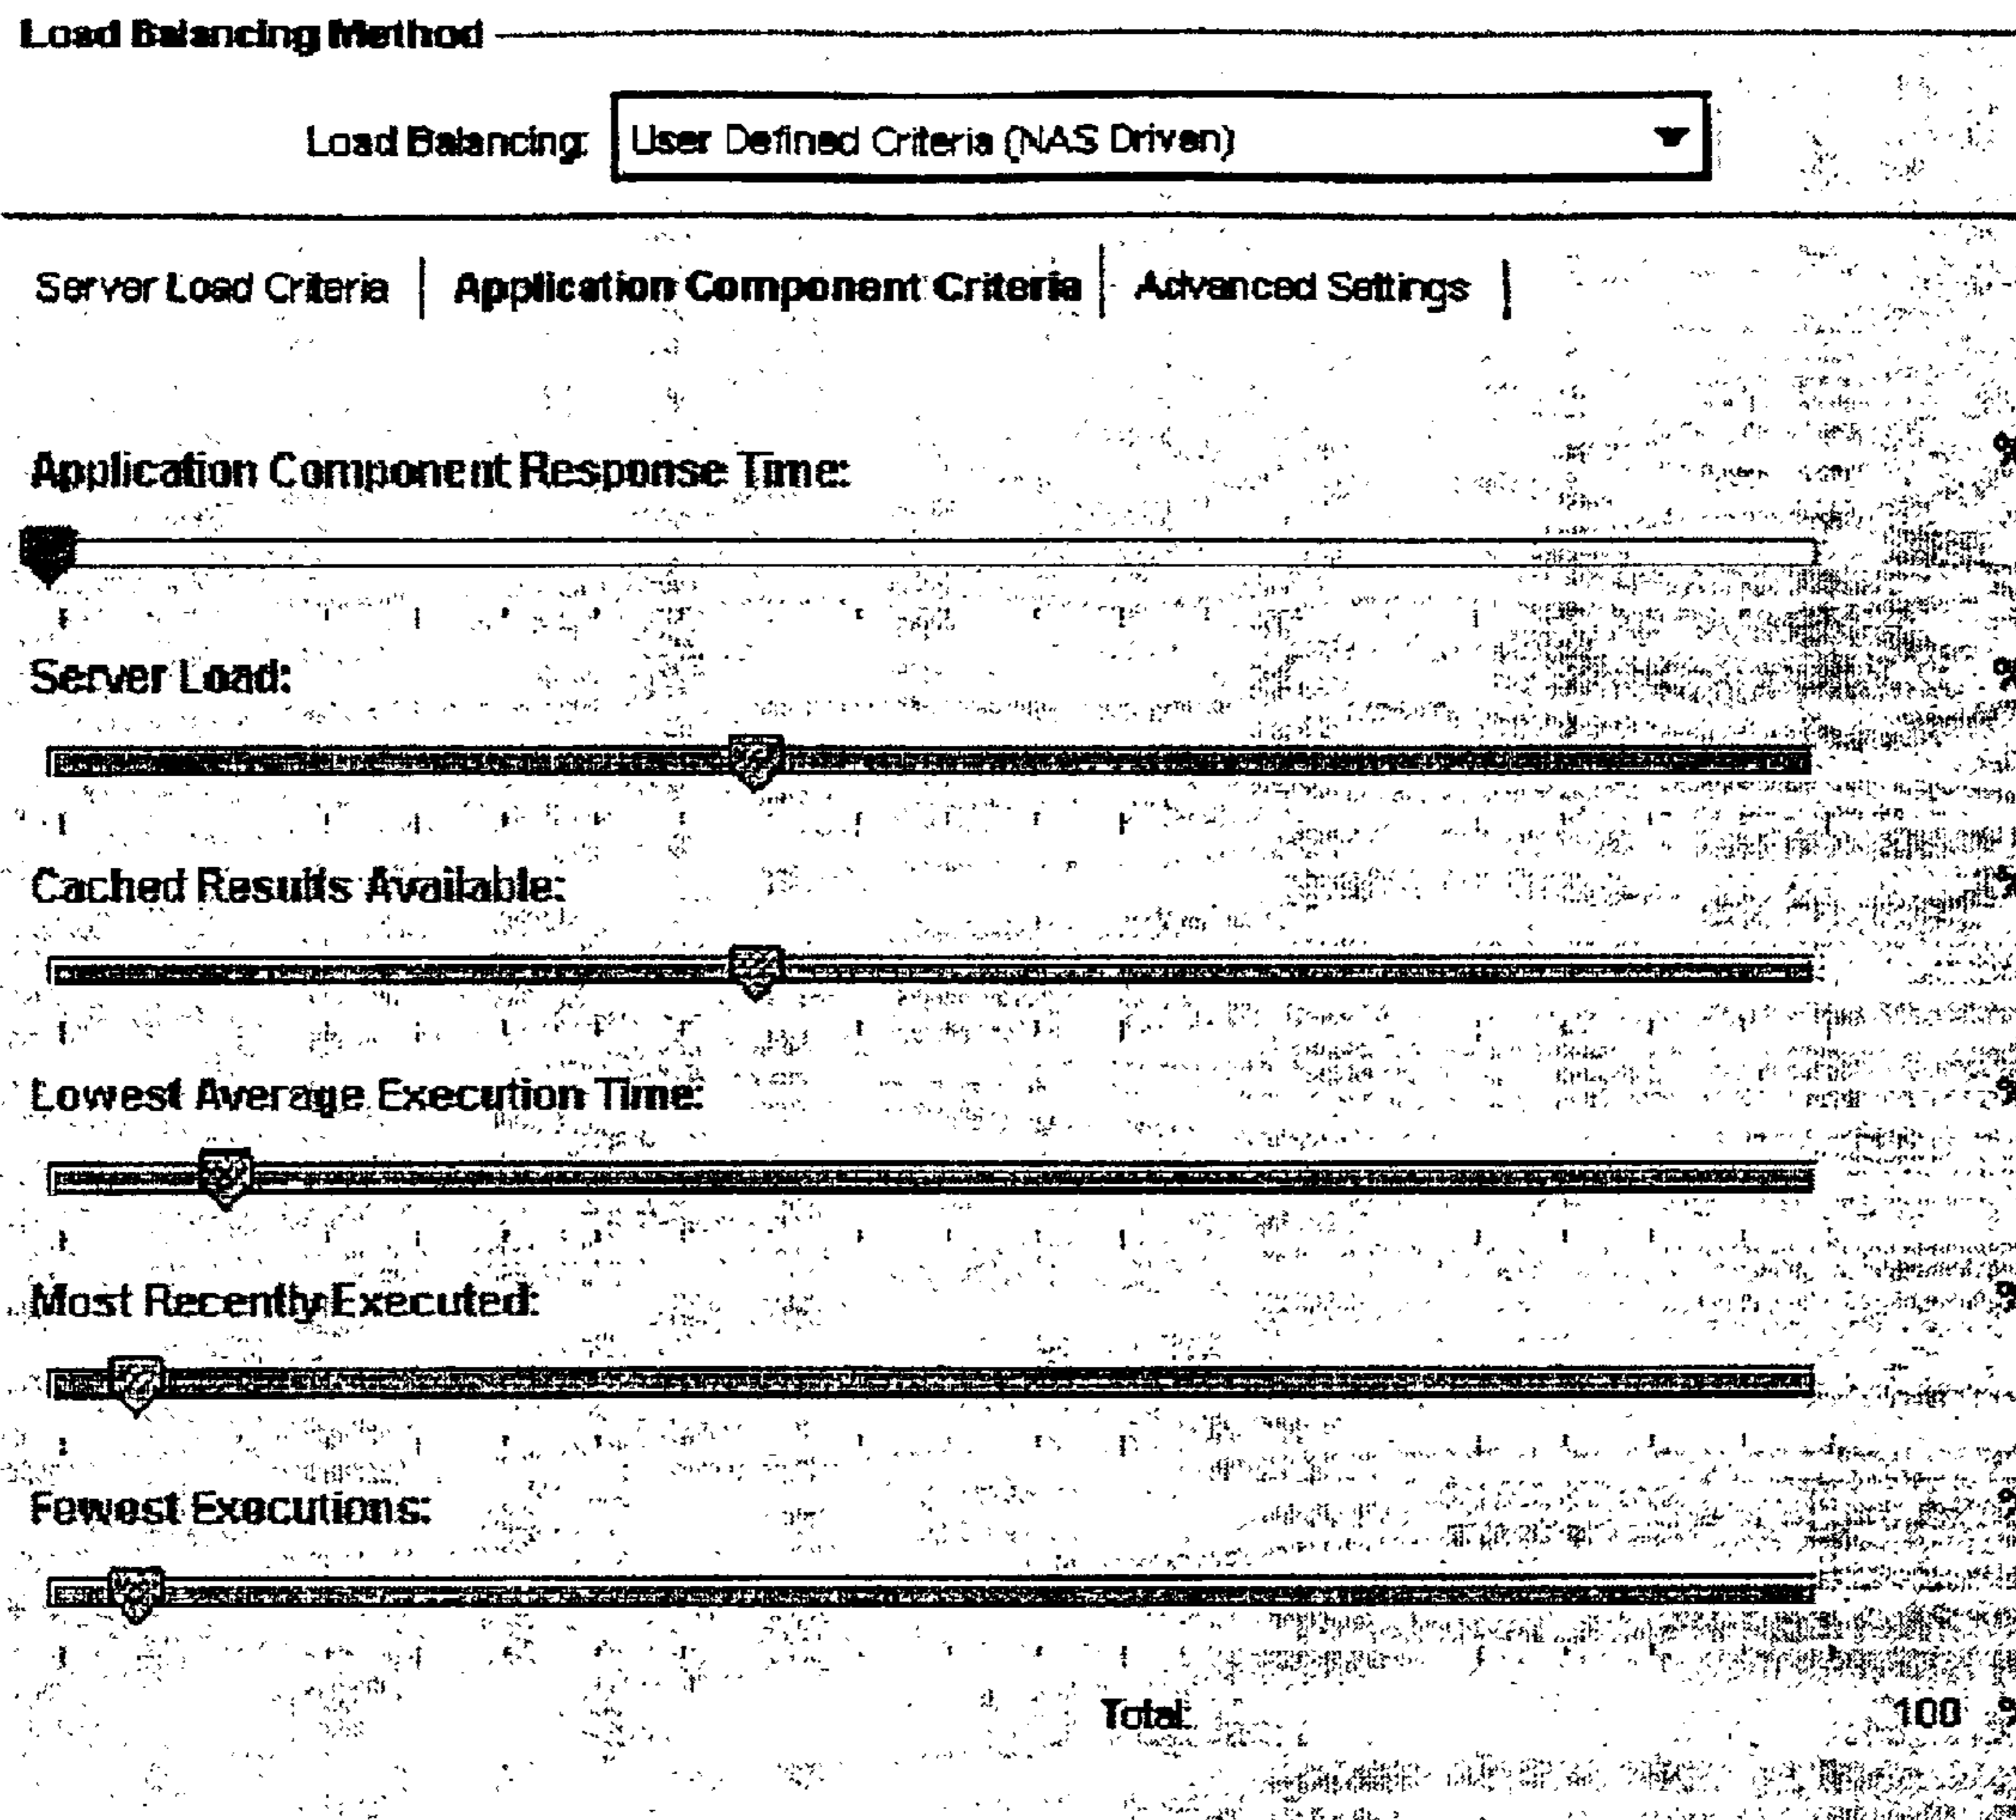 Load Balancing Method
Load Balancing: User Defined Criteria (NAS Driven)
Server Load Criteria Application Component Criteria Advanced Settings
Application Component Response Time: %
Server Load: %
Cached Results Available: %
Lowest Average Execution Time: %
Most Recently Executed: %
Fewest Executions: %
Total: 100 %